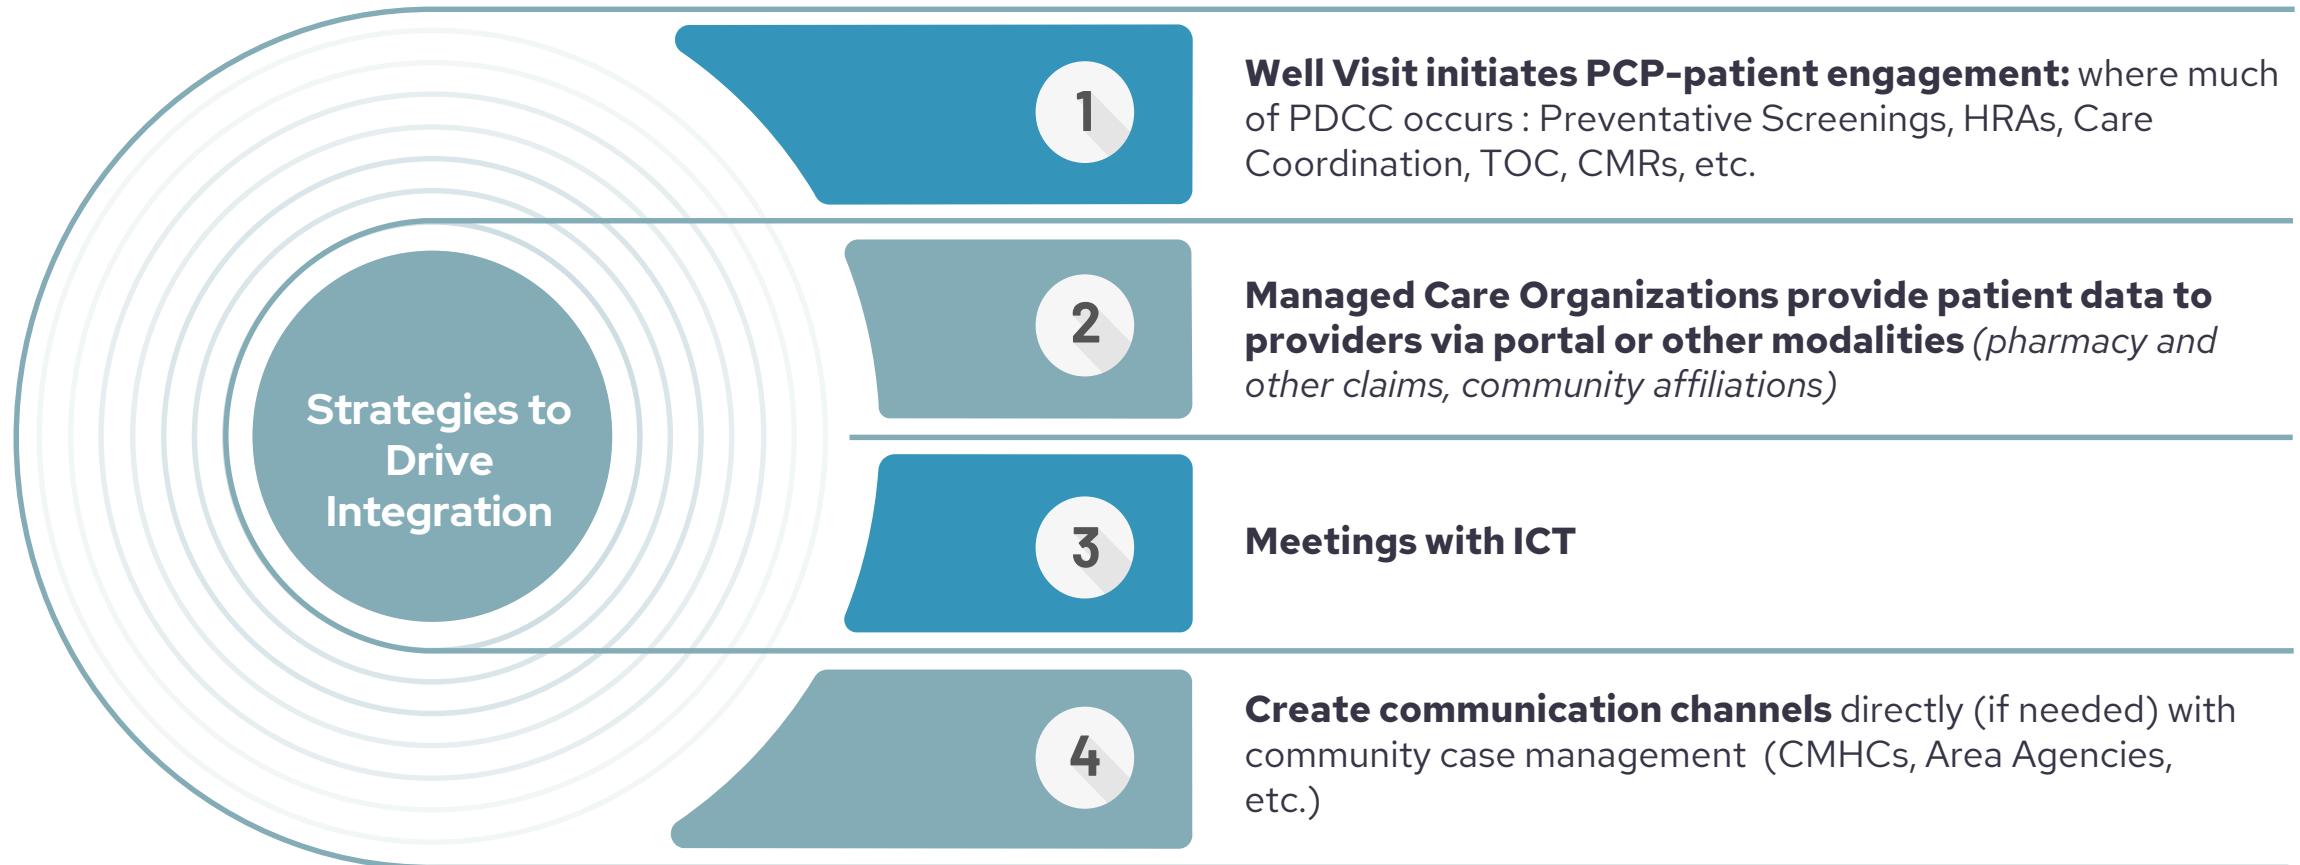 Strategies to
Drive
Integration
1
Well Visit initiates PCP-patient engagement: where much
of PDCC occurs : Preventative Screenings, HRAs, Care
Coordination, TOC, CMRs, etc.
2
Managed Care Organizations provide patient data to
providers via portal or other modalities (pharmacy and
other claims, community affiliations)
3
Meetings with ICT
4
Create communication channels directly (if needed) with
community case management (CMHCs, Area Agencies,
etc.)